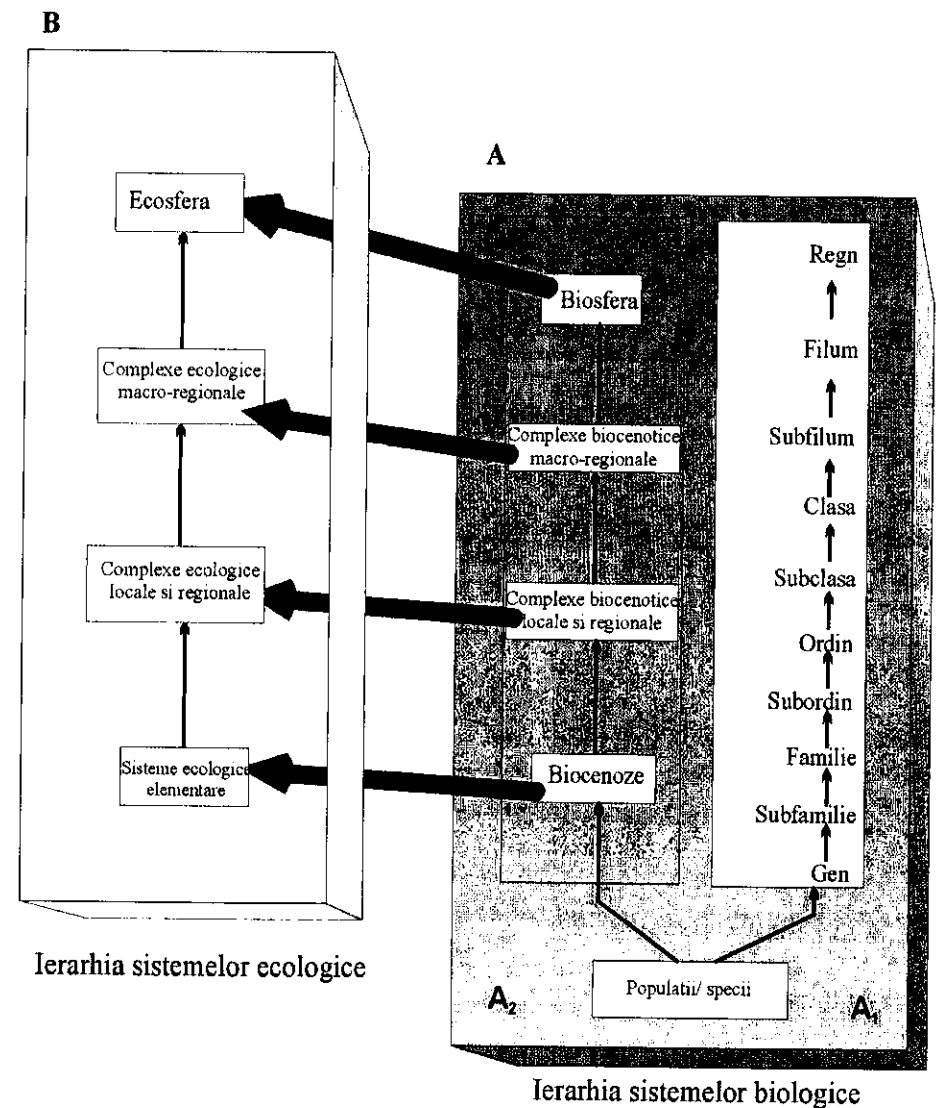 B
Ecosfera
Complexe ecologice
macro-regionale
Complexe ecologice
locale si regionale
Sisteme ecologice
elementare
Ierarhia sistemelor ecologice
A
Biosfera
Complexe biocenotice
macro-regionale
Complexe biocenotice
locale si regionale
Biocenoze
Regn
Filum
Subfilum
Clasa
Subclasa
Ordin
Subordin
Familie
Subfamilie
Gen
Populatii/ specii
A₂
A₁
Ierarhia sistemelor biologice